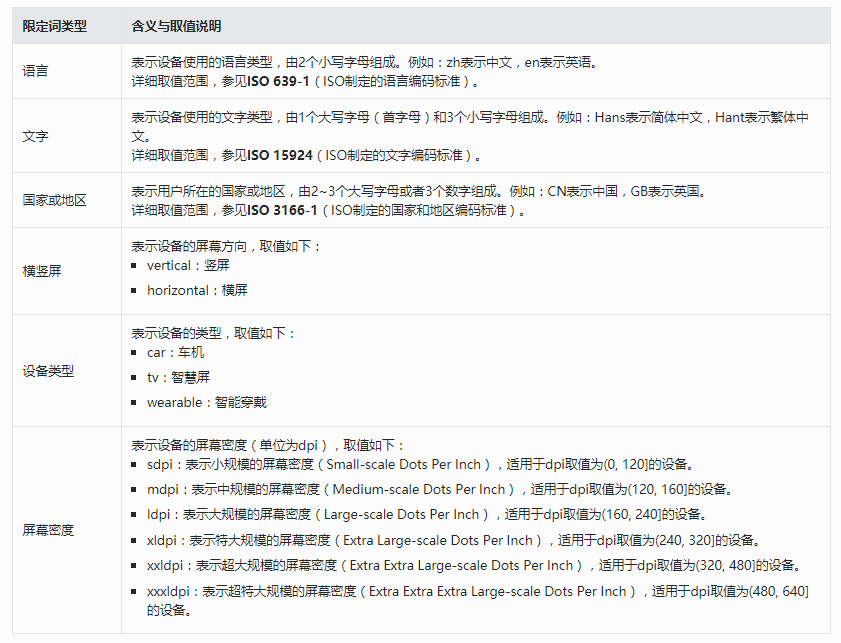 限定词类型 含义与取值说明
语言
表示设备使用的语言类型，由2个小写字母组成。例如：zh表示中文，en表示英语。
详细取值范围，参见ISO 639-1（ISO制定的语言编码标准）。
文字
表示设备使用的文字类型，由1个大写字母（首字母）和3个小写字母组成。例如：Hans表示简体中文，Hant表示繁体中
文。
详细取值范围，参见ISO 15924（ISO制定的文字编码标准）。
国家或地区
表示用户所在的国家或地区，由2~3个大写字母或者3个数字组成。例如：CN表示中国，GB表示英国。
详细取值范围，参见ISO 3166-1（ISO制定的国家和地区编码标准）。
横竖屏
表示设备的屏幕方向，取值如下：
▪ vertical：竖屏
▪ horizontal：横屏
设备类型
表示设备的类型，取值如下：
▪ car：车机
▪ tv：智慧屏
▪ wearable：智能穿戴
屏幕密度
表示设备的屏幕密度（单位为dpi），取值如下：
▪ sdpi：表示小规模的屏幕密度（Small-scale Dots Per Inch），适用于dpi取值为(0, 120]的设备。
▪ mdpi：表示中规模的屏幕密度（Medium-scale Dots Per Inch），适用于dpi取值为(120, 160]的设备。
▪ ldpi：表示大规模的屏幕密度（Large-scale Dots Per Inch），适用于dpi取值为(160, 240]的设备。
▪ xldpi：表示特大规模的屏幕密度（Extra Large-scale Dots Per Inch），适用于dpi取值为(240, 320]的设备。
▪ xxldpi：表示超大规模的屏幕密度（Extra Extra Large-scale Dots Per Inch），适用于dpi取值为(320, 480]的设备。
▪ xxxldpi：表示超特大规模的屏幕密度（Extra Extra Extra Large-scale Dots Per Inch），适用于dpi取值为(480, 640]
的设备。